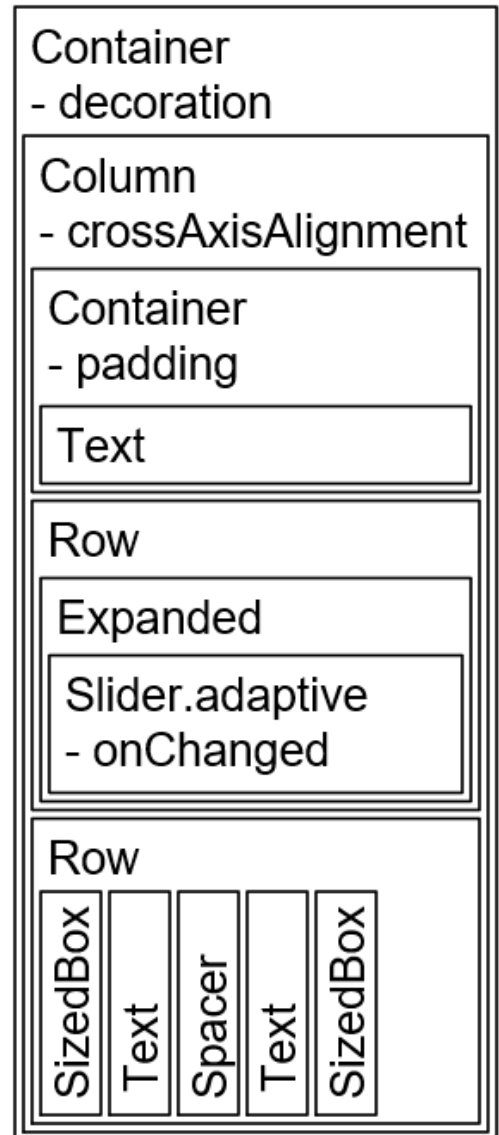 Container
- decoration
Column
- crossAxisAlignment
Container
- padding
Text
Row
Expanded
Slider.adaptive
- onChanged
Row
SizedBox
Text
Spacer
Text
SizedBox